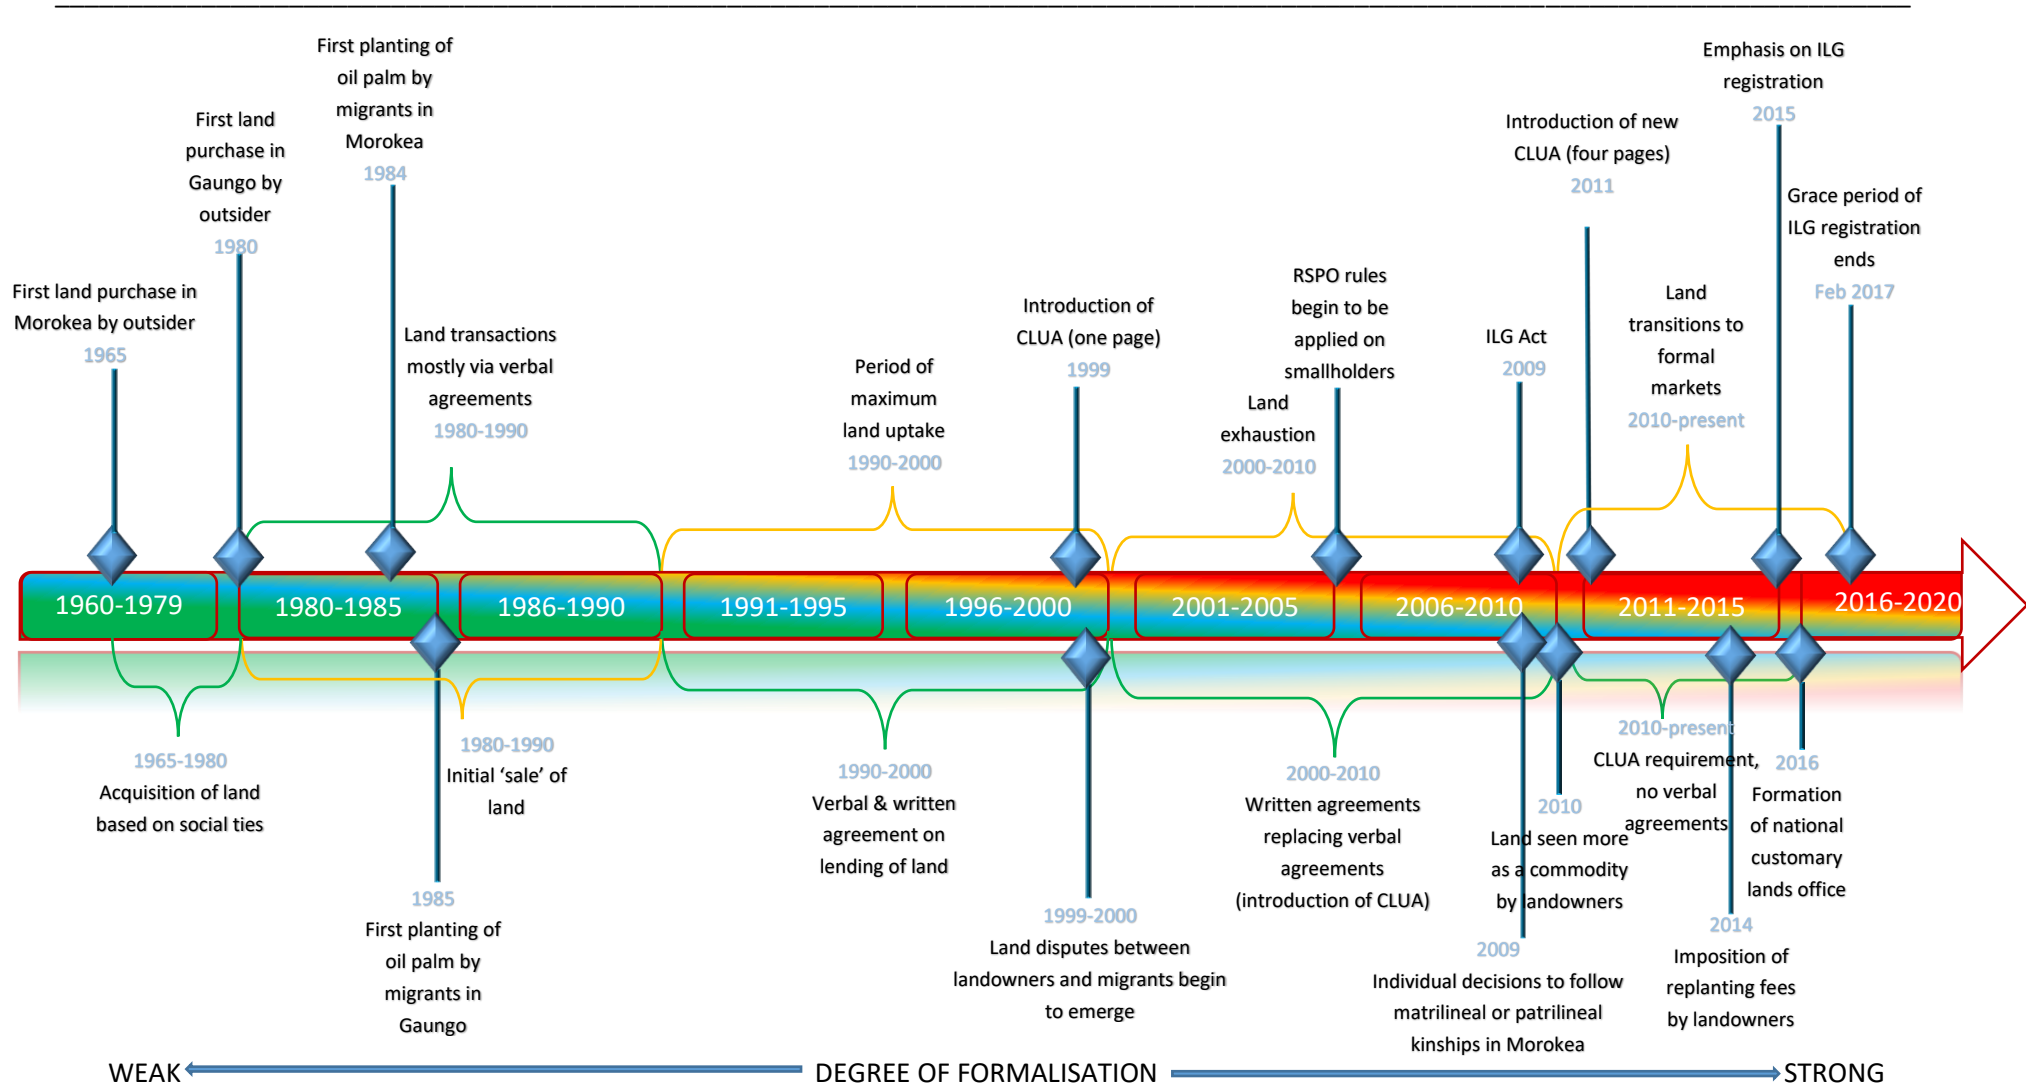 First land purchase in
Morokea by outsider
1965
First land
purchase in
Gaungo by
outsider
1980
First planting of
oil palm by
migrants in
Morokea
1984
Land transactions
mostly via verbal
agreements
1980-1990
Period of
maximum
land uptake
1990-2000
Introduction of
CLUA (one page)
1999
Land
exhaustion
2000-2010
RSPO rules
begin to be
applied on
smallholders
ILG Act
2009
Introduction of new
CLUA (four pages)
2011
Land
transitions to
formal
markets
2010-present
Emphasis on ILG
registration
2015
Grace period of
ILG registration
ends
Feb 2017
1960-1979
1980-1985
1986-1990
1991-1995
1996-2000
2001-2005
2006-2010
2011-2015
2016-2020
1965-1980
Acquisition of land
based on social ties
1985
First planting of
oil palm by
migrants in
Gaungo
1980-1990
Initial ‘sale’ of
land
1990-2000
Verbal & written
agreement on
lending of land
1999-2000
Land disputes between
landowners and migrants begin
to emerge
2000-2010
Written agreements
replacing verbal
agreements
(introduction of CLUA)
2009
Individual decisions to follow
matrilineal or patrilineal
kinships in Morokea
2010
Land seen more
as a commodity
by landowners
2010-present
CLUA requirement,
no verbal
agreements
2014
Imposition of
replanting fees
by landowners
2016
Formation
of national
customary
lands office
WEAK
DEGREE OF FORMALISATION
STRONG